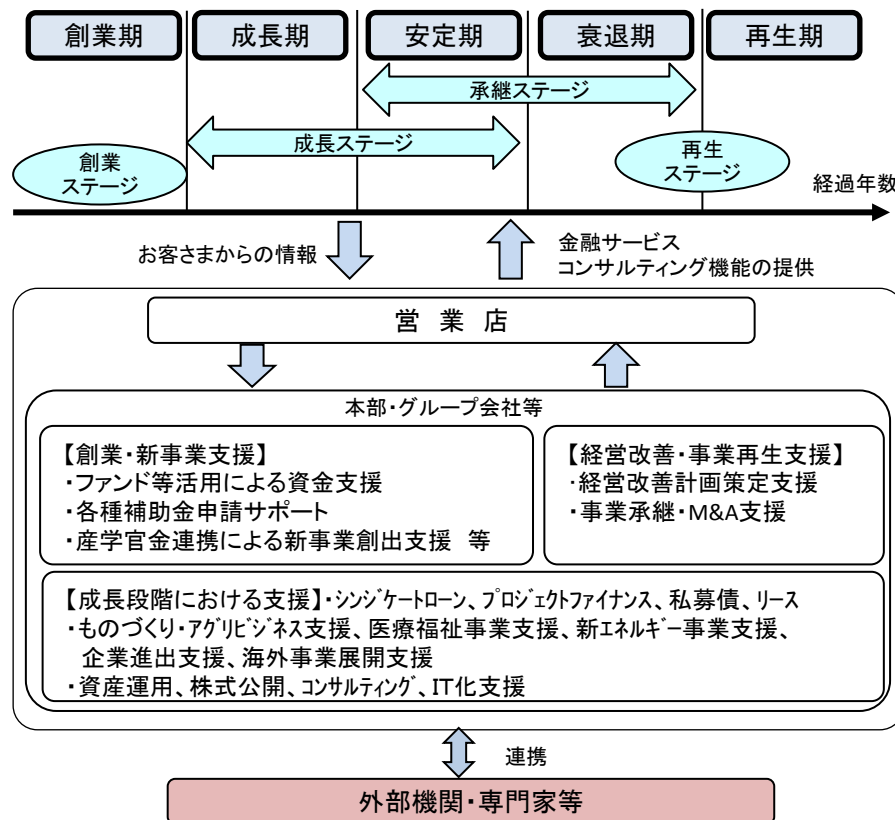 創業期
成長期
安定期
衰退期
再生期
承継ステージ
成長ステージ
創業
ステージ
再生
ステージ
経過年数
お客さまからの情報
金融サービス
コンサルティング機能の提供
営 業 店
本部・グループ会社等
【創業・新事業支援】
・ファンド等活用による資金支援
・各種補助金申請サポート
・産学官金連携による新事業創出支援 等
【経営改善・事業再生支援】
・経営改善計画策定支援
・事業承継・M&A支援
【成長段階における支援】・シンジケートローン、プロジェクトファイナンス、私募債、リース
・ものづくり・アグリビジネス支援、医療福祉事業支援、新エネルギー事業支援、
企業進出支援、海外事業展開支援
・資産運用、株式公開、コンサルティング、IT化支援
連携
外部機関・専門家等